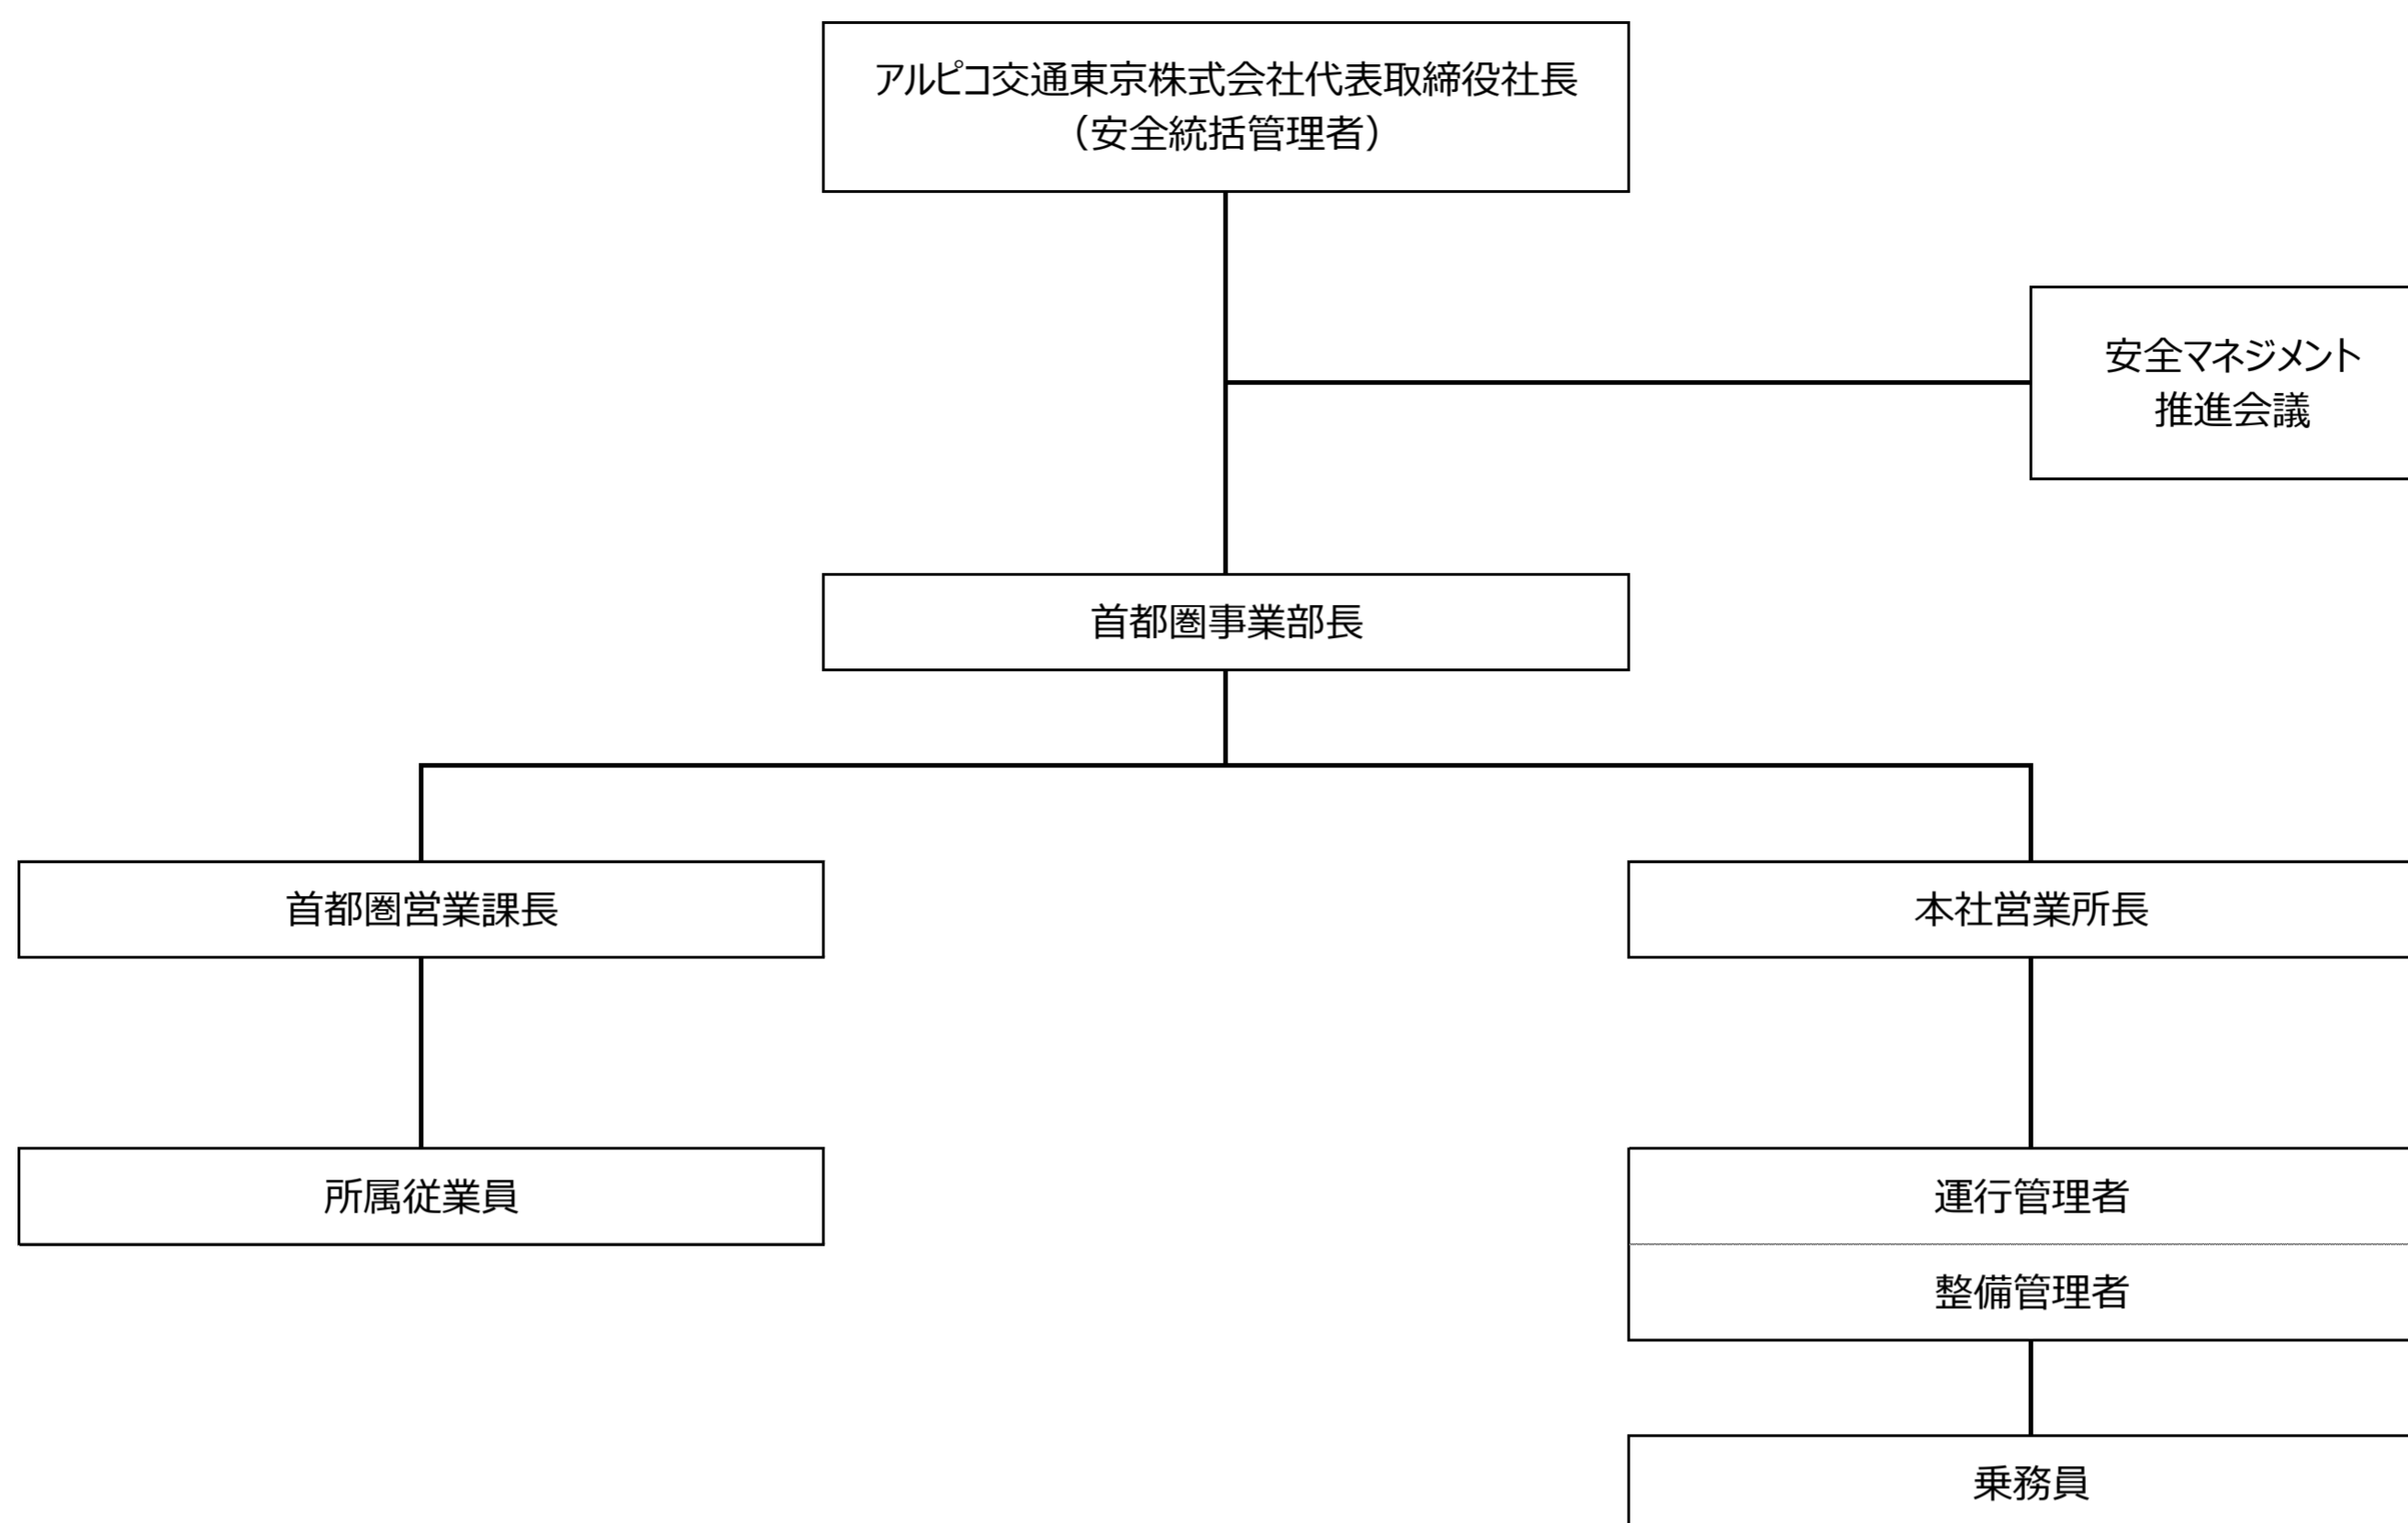 アルピコ交通東京株式会社代表取締役社長
（安全統括管理者）
安全マネジメント
推進会議
首都圏事業部長
首都圏営業課長
本社営業所長
所属従業員
運行管理者
整備管理者
乗務員